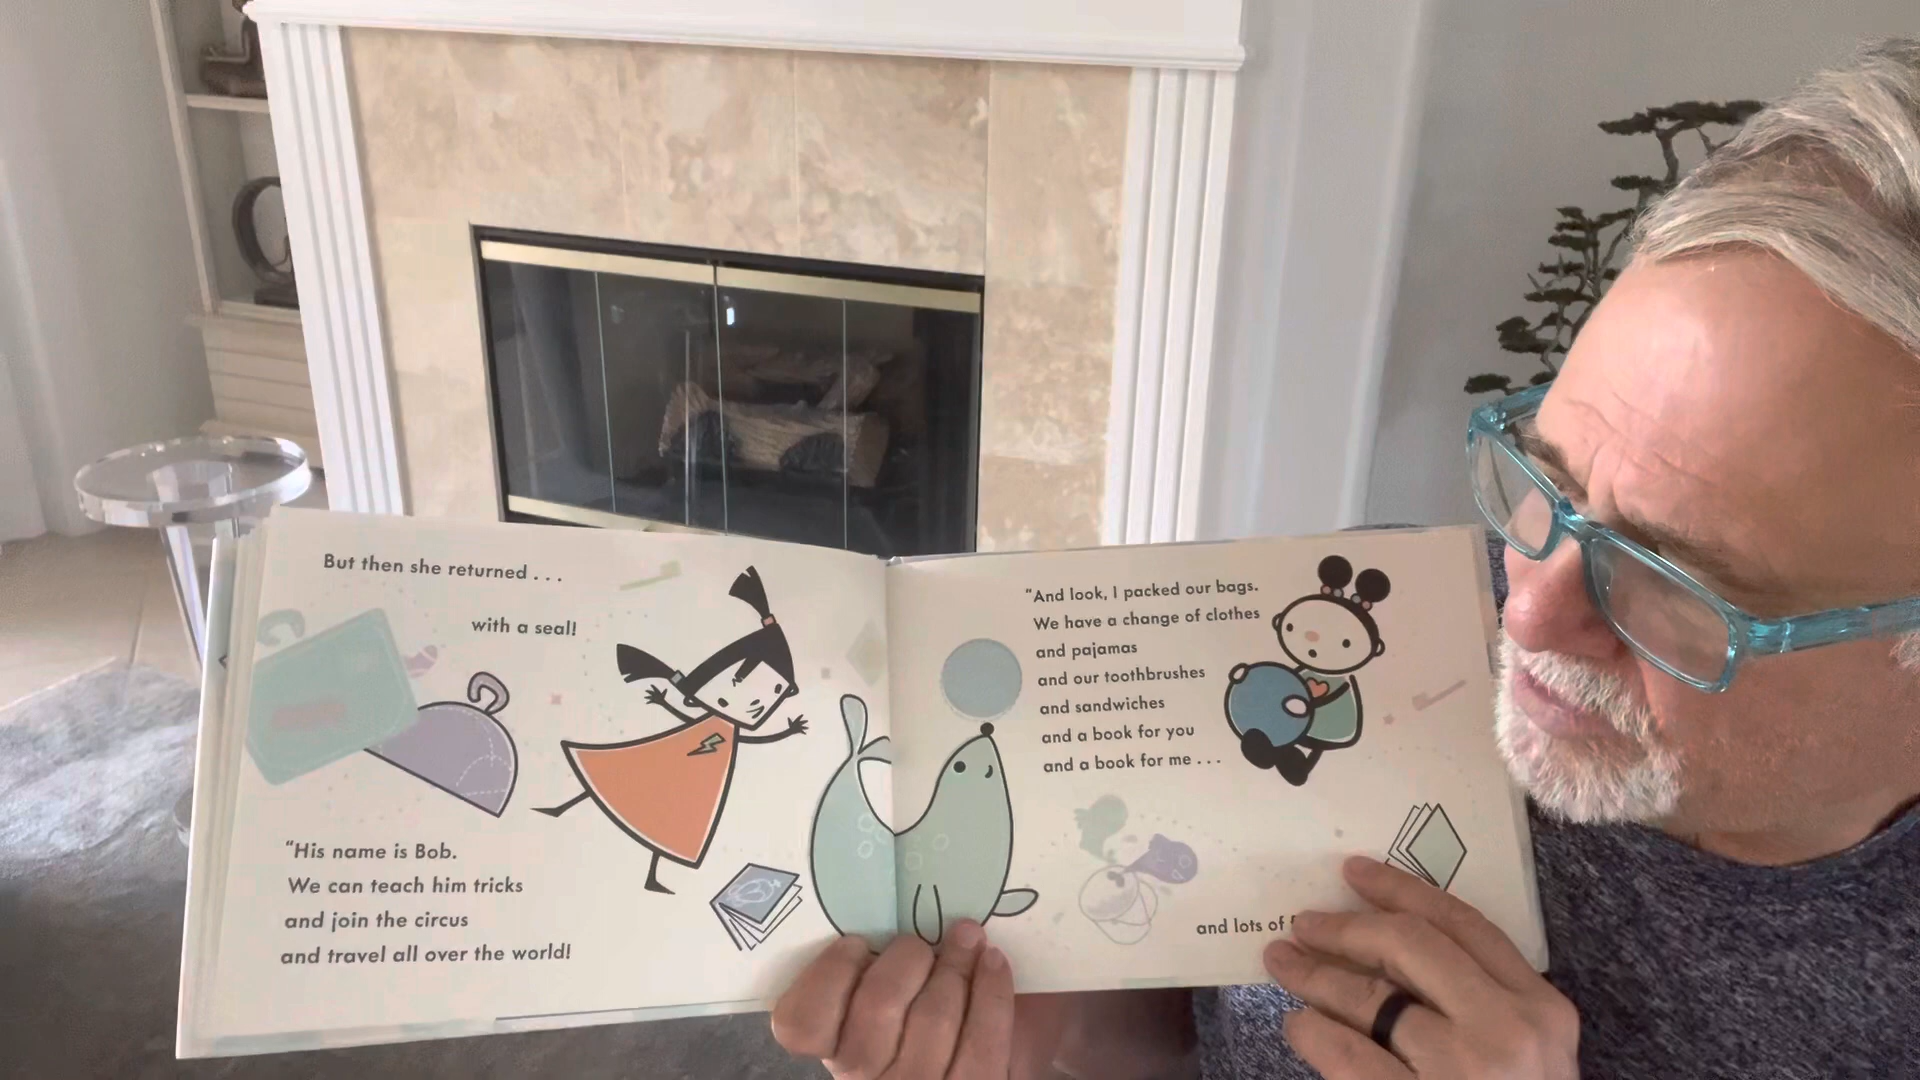 But then she returned . . .
with a seal!
"His name is Bob.
We can teach him tricks
and join the circus
and travel all over the world!
"And look, I packed our bags.
We have a change of clothes
and pajamas
and our toothbrushes
and sandwiches
and a book for you
and a book for me . . .
and lots of